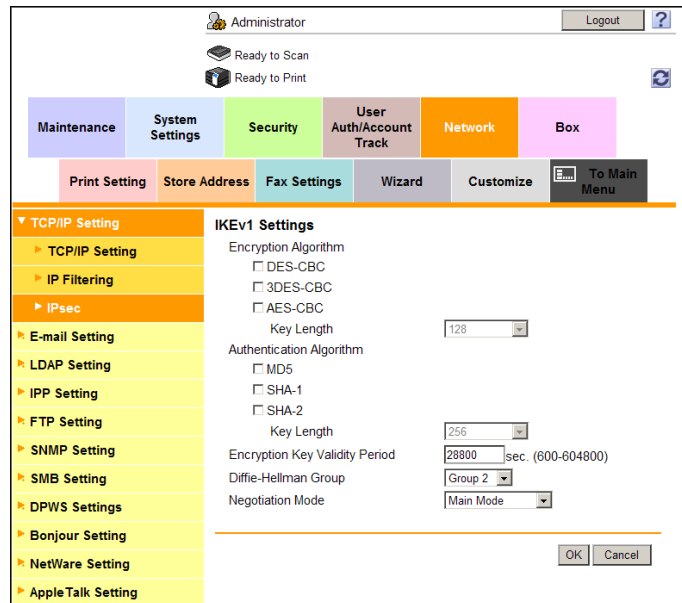 Administrator
Logout
?
Ready to Scan
Ready to Print
Maintenance
System
Settings
Security
User
Auth/Account
Track
Network
Box
Print Setting
Store Address
Fax Settings
Wizard
Customize
To Main
Menu
TCP/IP Setting
TCP/IP Setting
IP Filtering
IPsec
E-mail Setting
LDAP Setting
IPP Setting
FTP Setting
SNMP Setting
SMB Setting
DPWS Settings
Bonjour Setting
NetWare Setting
AppleTalk Setting
IKEv1 Settings
Encryption Algorithm
DES-CBC
3DES-CBC
AES-CBC
Key Length 128
Authentication Algorithm
MD5
SHA-1
SHA-2
Key Length 256
Encryption Key Validity Period 28800 sec. (600-604800)
Diffie-Hellman Group Group 2
Negotiation Mode Main Mode
OK Cancel